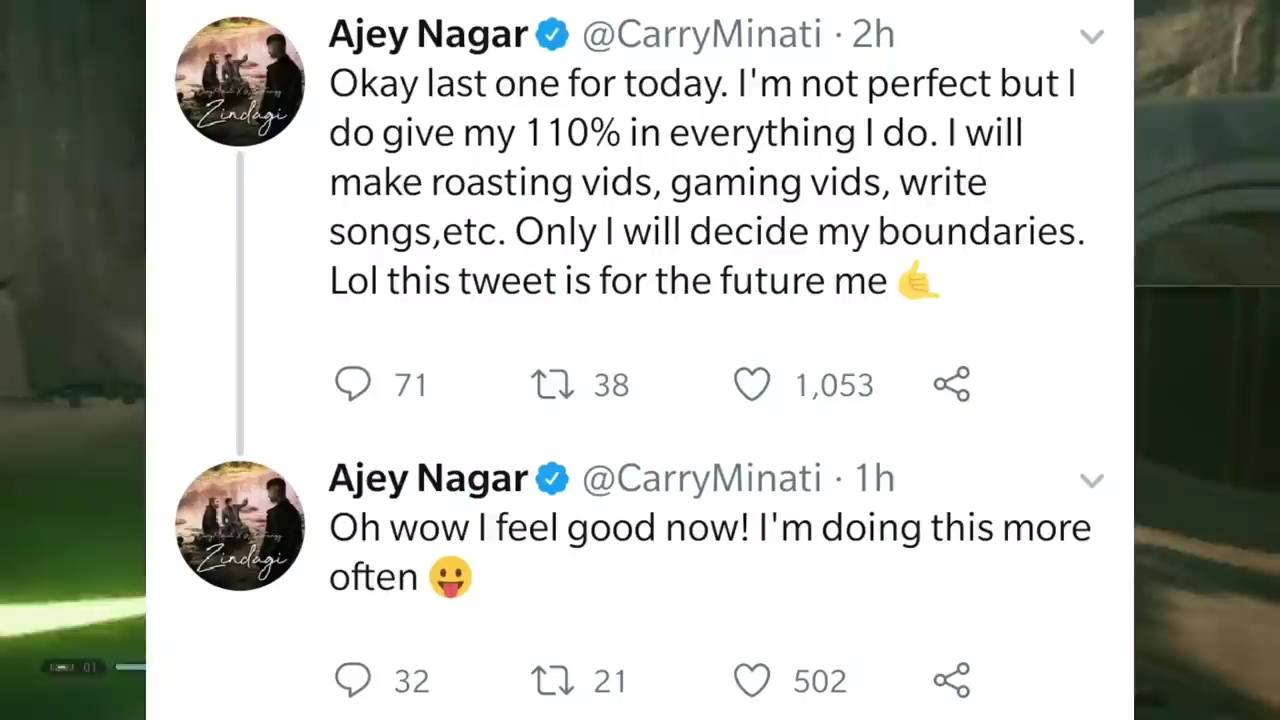 Ajey Nagar @CarryMinati · 2h
Okay last one for today. I'm not perfect but I
do give my 110% in everything I do. I will
make roasting vids, gaming vids, write
songs,etc. Only I will decide my boundaries.
Lol this tweet is for the future me 🤙
Zindagi
71 38 1,053
Ajey Nagar @CarryMinati · 1h
Oh wow I feel good now! I'm doing this more
often 😛
Zindagi
01
32 21 502